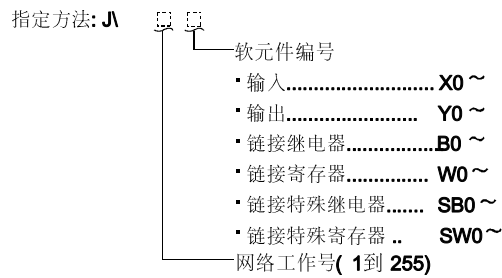 指定方法: J\ □ □
软元件编号
·输入........................... X0～
·输出........................ Y0～
·链接继电器.................B0～
·链接寄存器............... W0～
·链接特殊继电器....... SB0～
·链接特殊寄存器 .. SW0～
网络工作号( 1到 255)